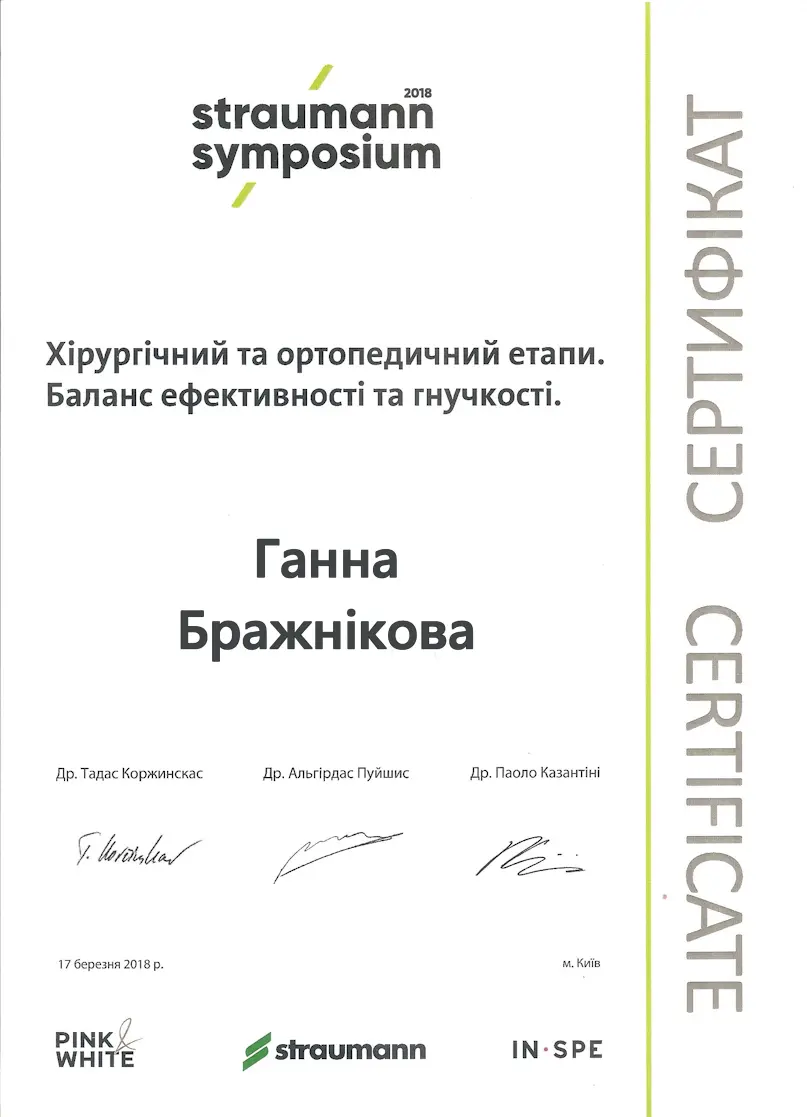 2018
straumann
symposium
Хірургічний та ортопедичний етапи.
Баланс ефективності та гнучкості.
Ганна
Бражнікова
Др. Тадас Коржинскас
Др. Альгірдас Пуйшис
Др. Паоло Казантіні
17 березня 2018 р.
м. Київ
PINK &
WHITE
straumann
IN·SPE
СЕРТИФІКАТ
CERTIFICATE